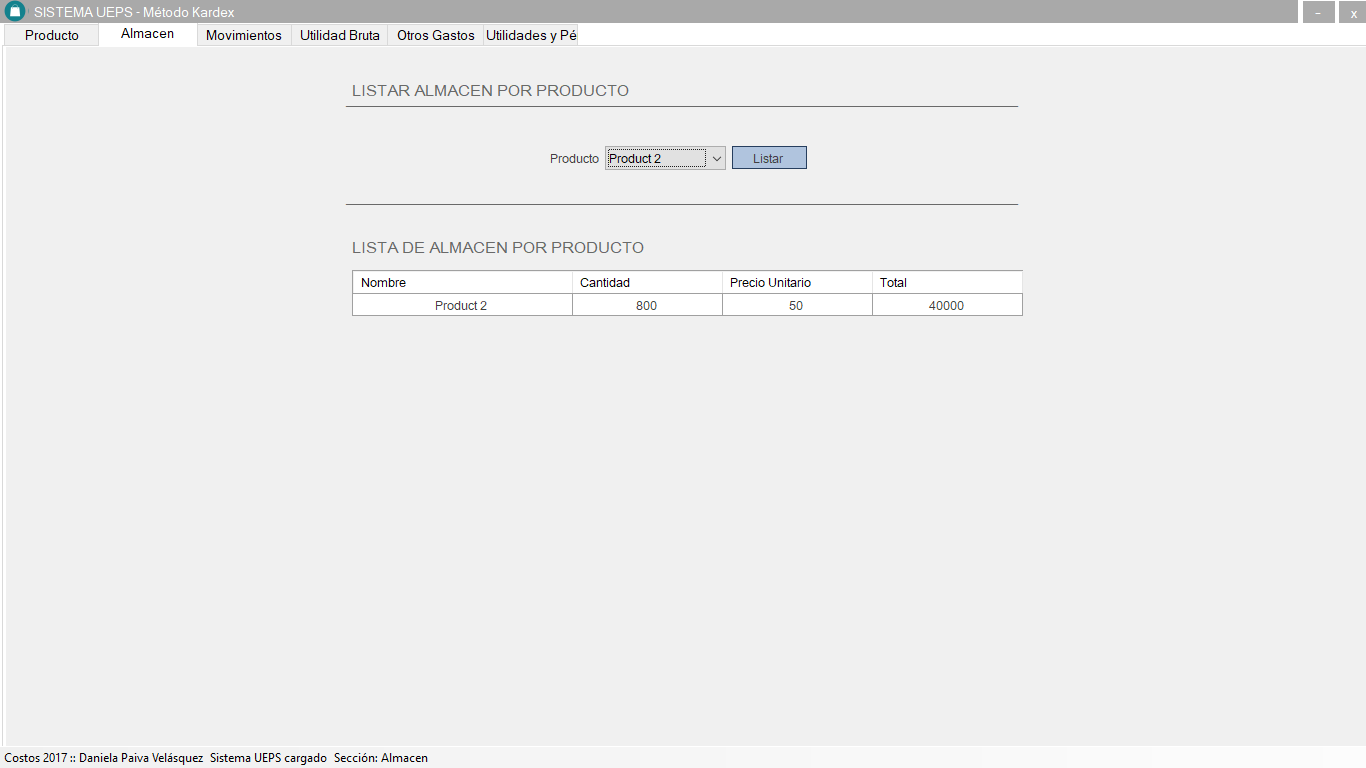 SISTEMA UEPS - Método Kardex
- x
Producto Almacen Movimientos Utilidad Bruta Otros Gastos Utilidades y Pé
LISTAR ALMACEN POR PRODUCTO
Producto Product 2 Listar
LISTA DE ALMACEN POR PRODUCTO
Nombre Cantidad Precio Unitario Total
Product 2 800 50 40000
Costos 2017 :: Daniela Paiva Velásquez Sistema UEPS cargado Sección: Almacen